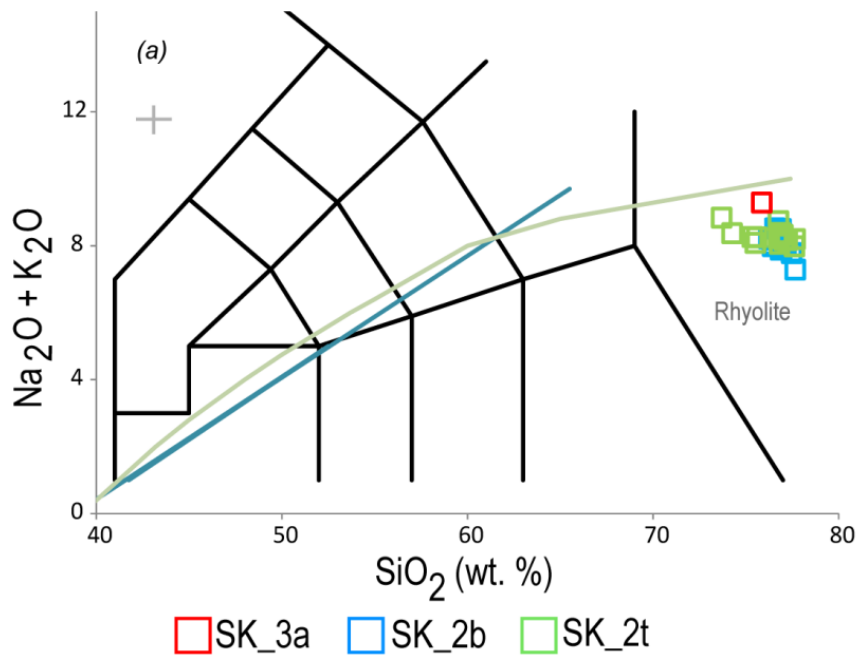 (a)
12
8
4
0
Na₂O + K₂O
Rhyolite
40 50 60 70 80
SiO₂ (wt. %)
SK_3a SK_2b SK_2t